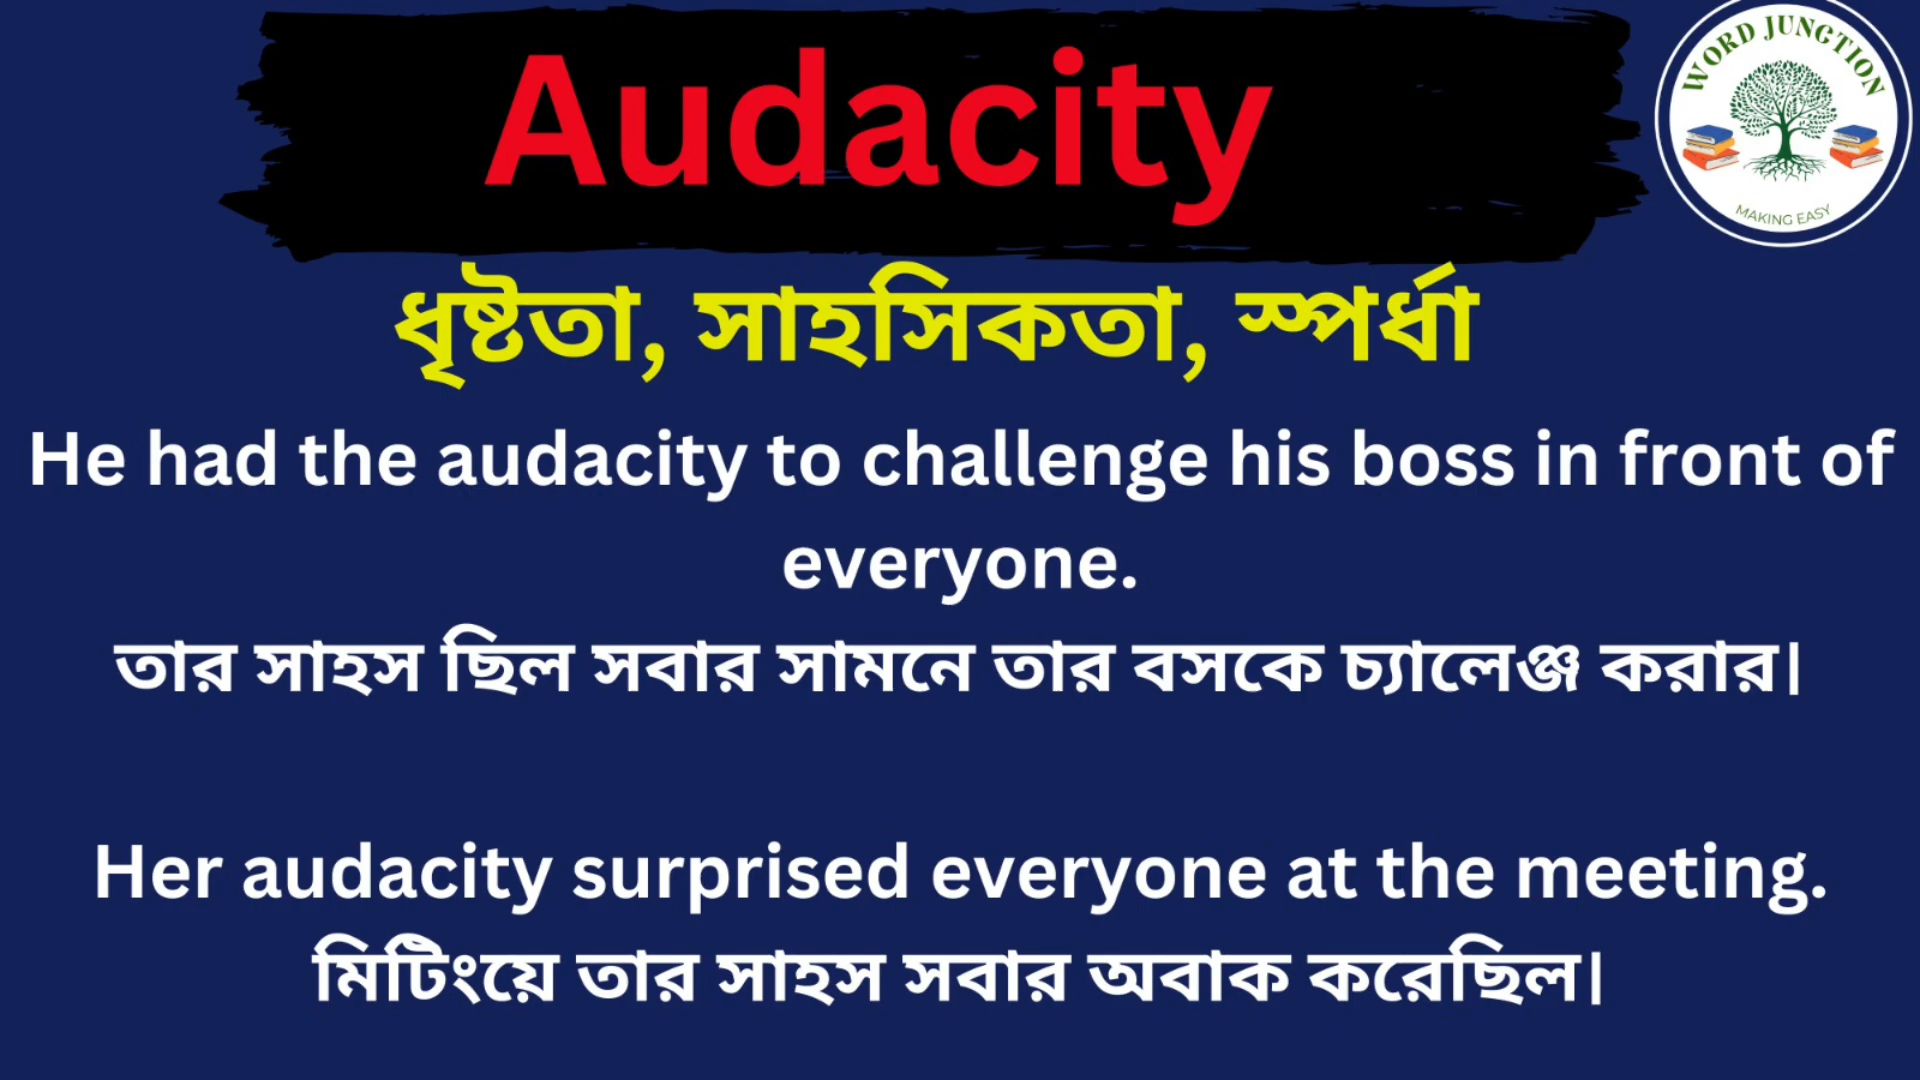 Audacity
WORD JUNCTION
MAKING EASY
ধৃষ্টতা, সাহসিকতা, স্পর্ধা
He had the audacity to challenge his boss in front of
everyone.
তার সাহস ছিল সবার সামনে তার বসকে চ্যালেঞ্জ করার।
Her audacity surprised everyone at the meeting.
মিটিংয়ে তার সাহস সবার অবাক করেছিল।